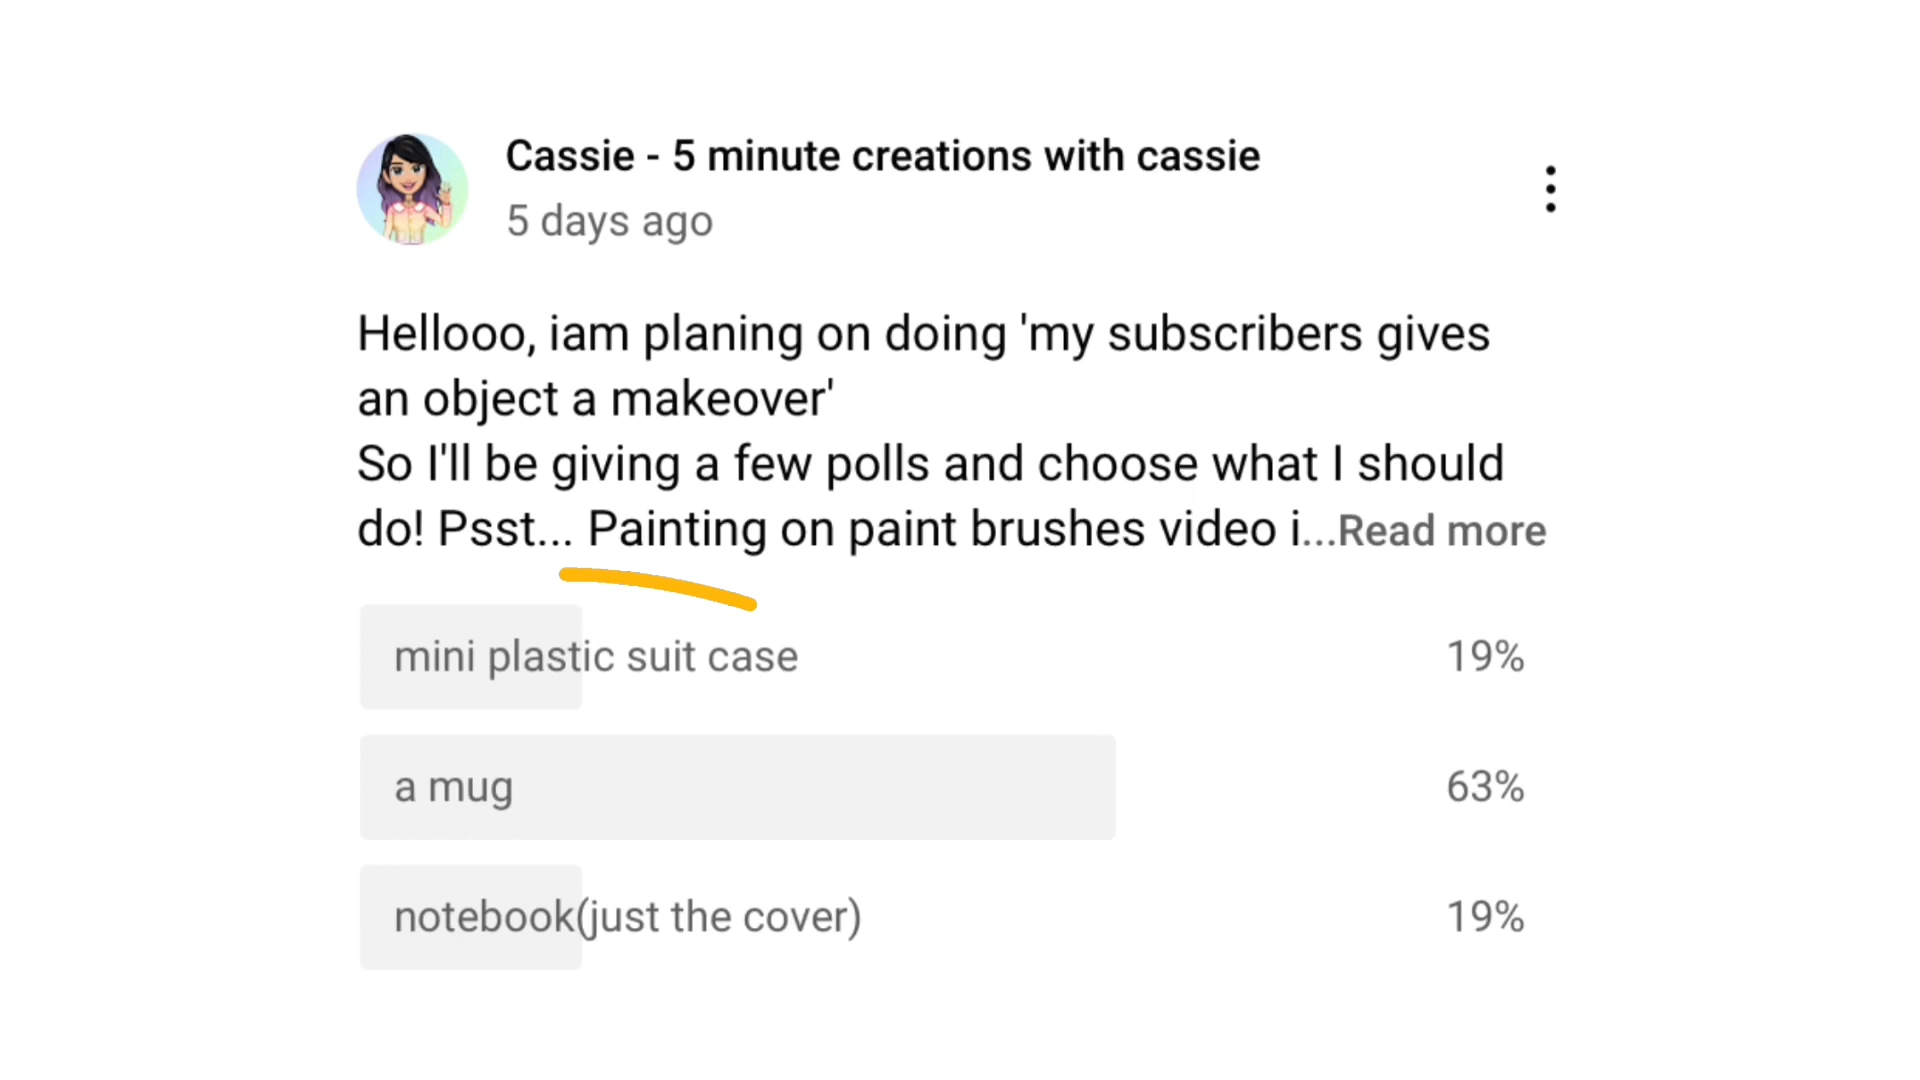 Cassie - 5 minute creations with cassie
5 days ago
Hellooo, iam planing on doing 'my subscribers gives
an object a makeover'
So I'll be giving a few polls and choose what I should
do! Psst... Painting on paint brushes video i...Read more
mini plastic suit case 19%
a mug 63%
notebook(just the cover) 19%